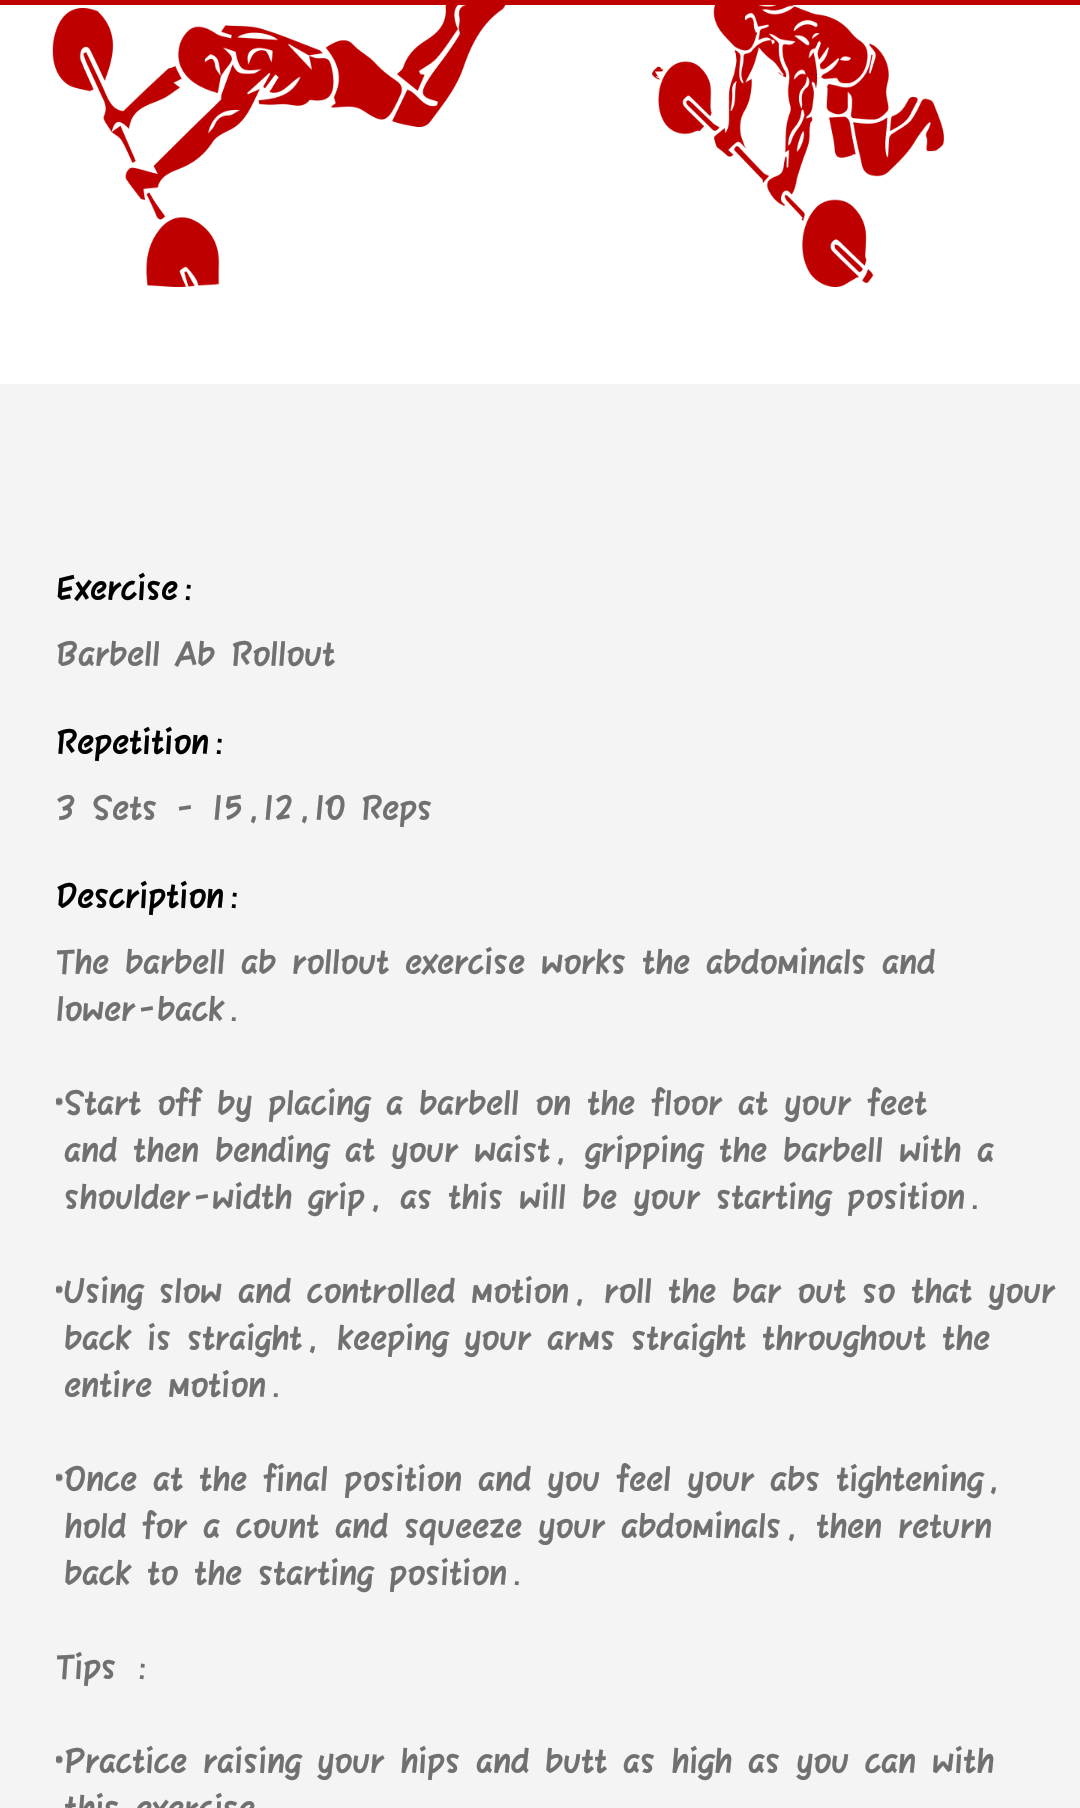 Exercise:
Barbell Ab Rollout
Repetition:
3 Sets - 15,12,10 Reps
Description:
The barbell ab rollout exercise works the abdominals and
lower-back.
•Start off by placing a barbell on the floor at your feet
and then bending at your waist, gripping the barbell with a
shoulder-width grip, as this will be your starting position.
•Using slow and controlled motion, roll the bar out so that your
back is straight, keeping your arms straight throughout the
entire motion.
•Once at the final position and you feel your abs tightening,
hold for a count and squeeze your abdominals, then return
back to the starting position.
Tips :
•Practice raising your hips and butt as high as you can with
this exercise